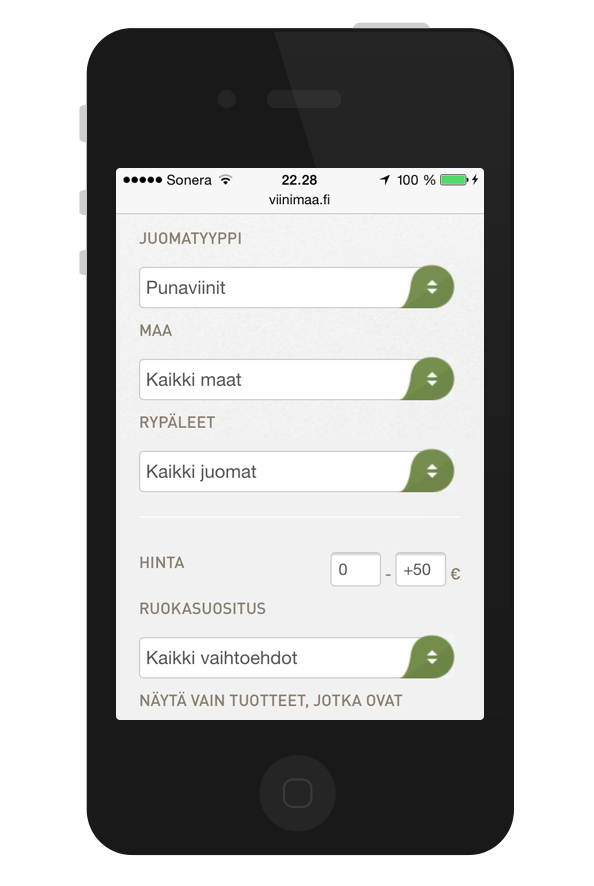 Sonera 22.28 100 %
viinimaa.fi
JUOMATYYPPI
Punaviinit
MAA
Kaikki maat
RYPÄLEET
Kaikki juomat
HINTA 0 - +50 €
RUOKASUOSITUS
Kaikki vaihtoehdot
NÄYTÄ VAIN TUOTTEET, JOTKA OVAT